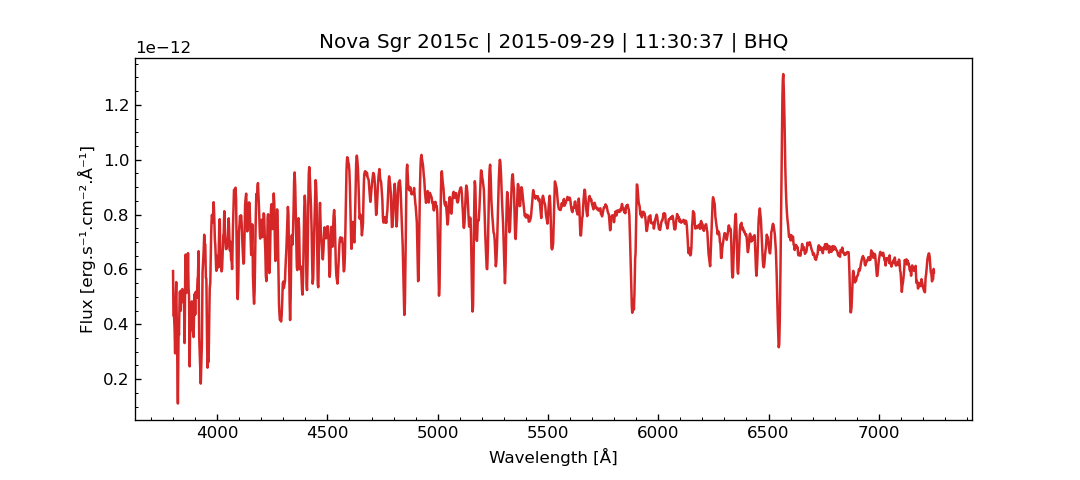 Nova Sgr 2015c | 2015-09-29 | 11:30:37 | BHQ
1e−12
1.2
1.0
0.8
0.6
0.4
0.2
Flux [erg.s⁻¹.cm⁻².Å⁻¹]
4000 4500 5000 5500 6000 6500 7000
Wavelength [Å]